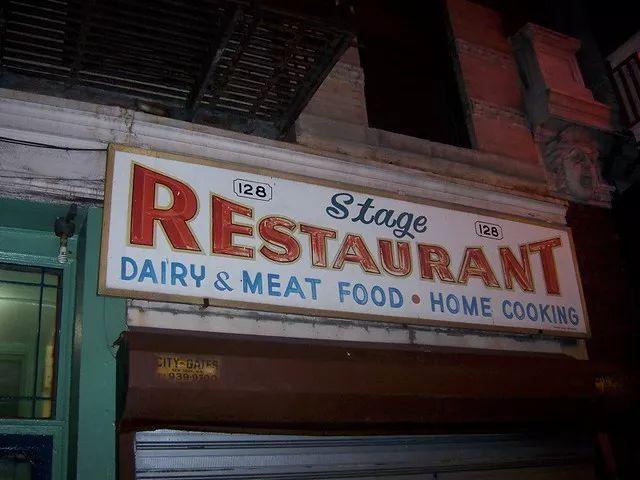 128 Stage 128
RESTAURANT
DAIRY & MEAT FOOD • HOME COOKING
CITY-GATES